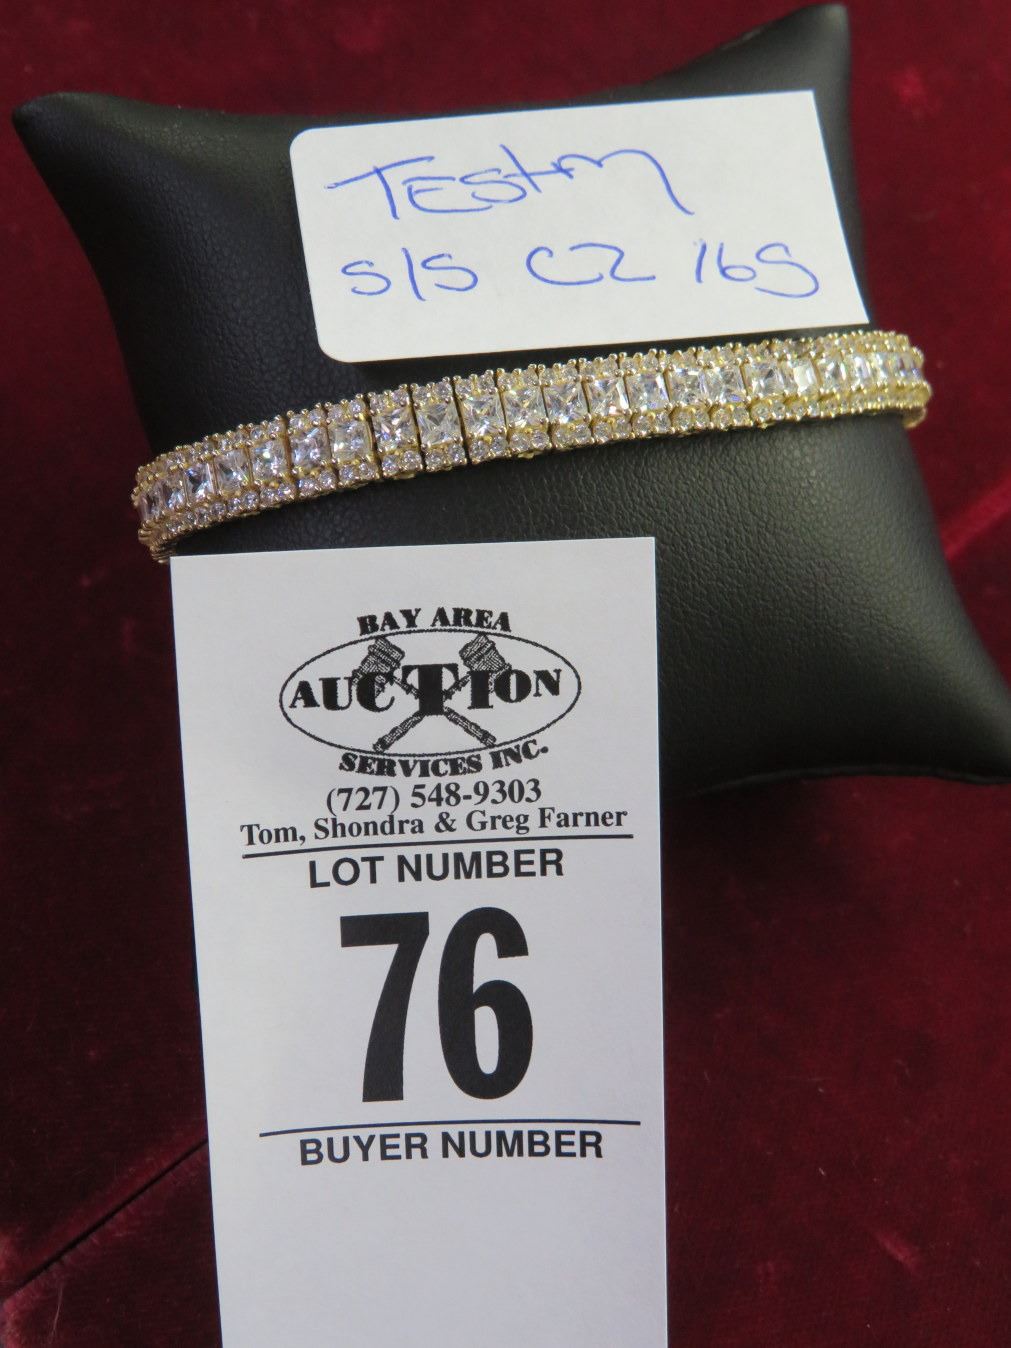 S/S CZ 16g
BAY AREA
AUCTION
SERVICES INC.
(727) 548-9303
Tom, Shondra & Greg Farner
LOT NUMBER
76
BUYER NUMBER